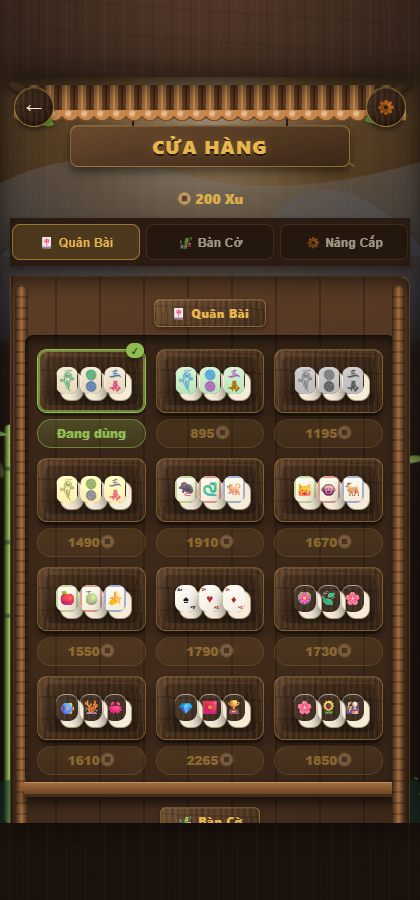 CỬA HÀNG
200 Xu
Quân Bài
Bàn Cờ
Nâng Cấp
Quân Bài
Đang dùng
895
1195
1490
1910
1670
1550
1790
1730
1610
2265
1850
Bàn Cờ